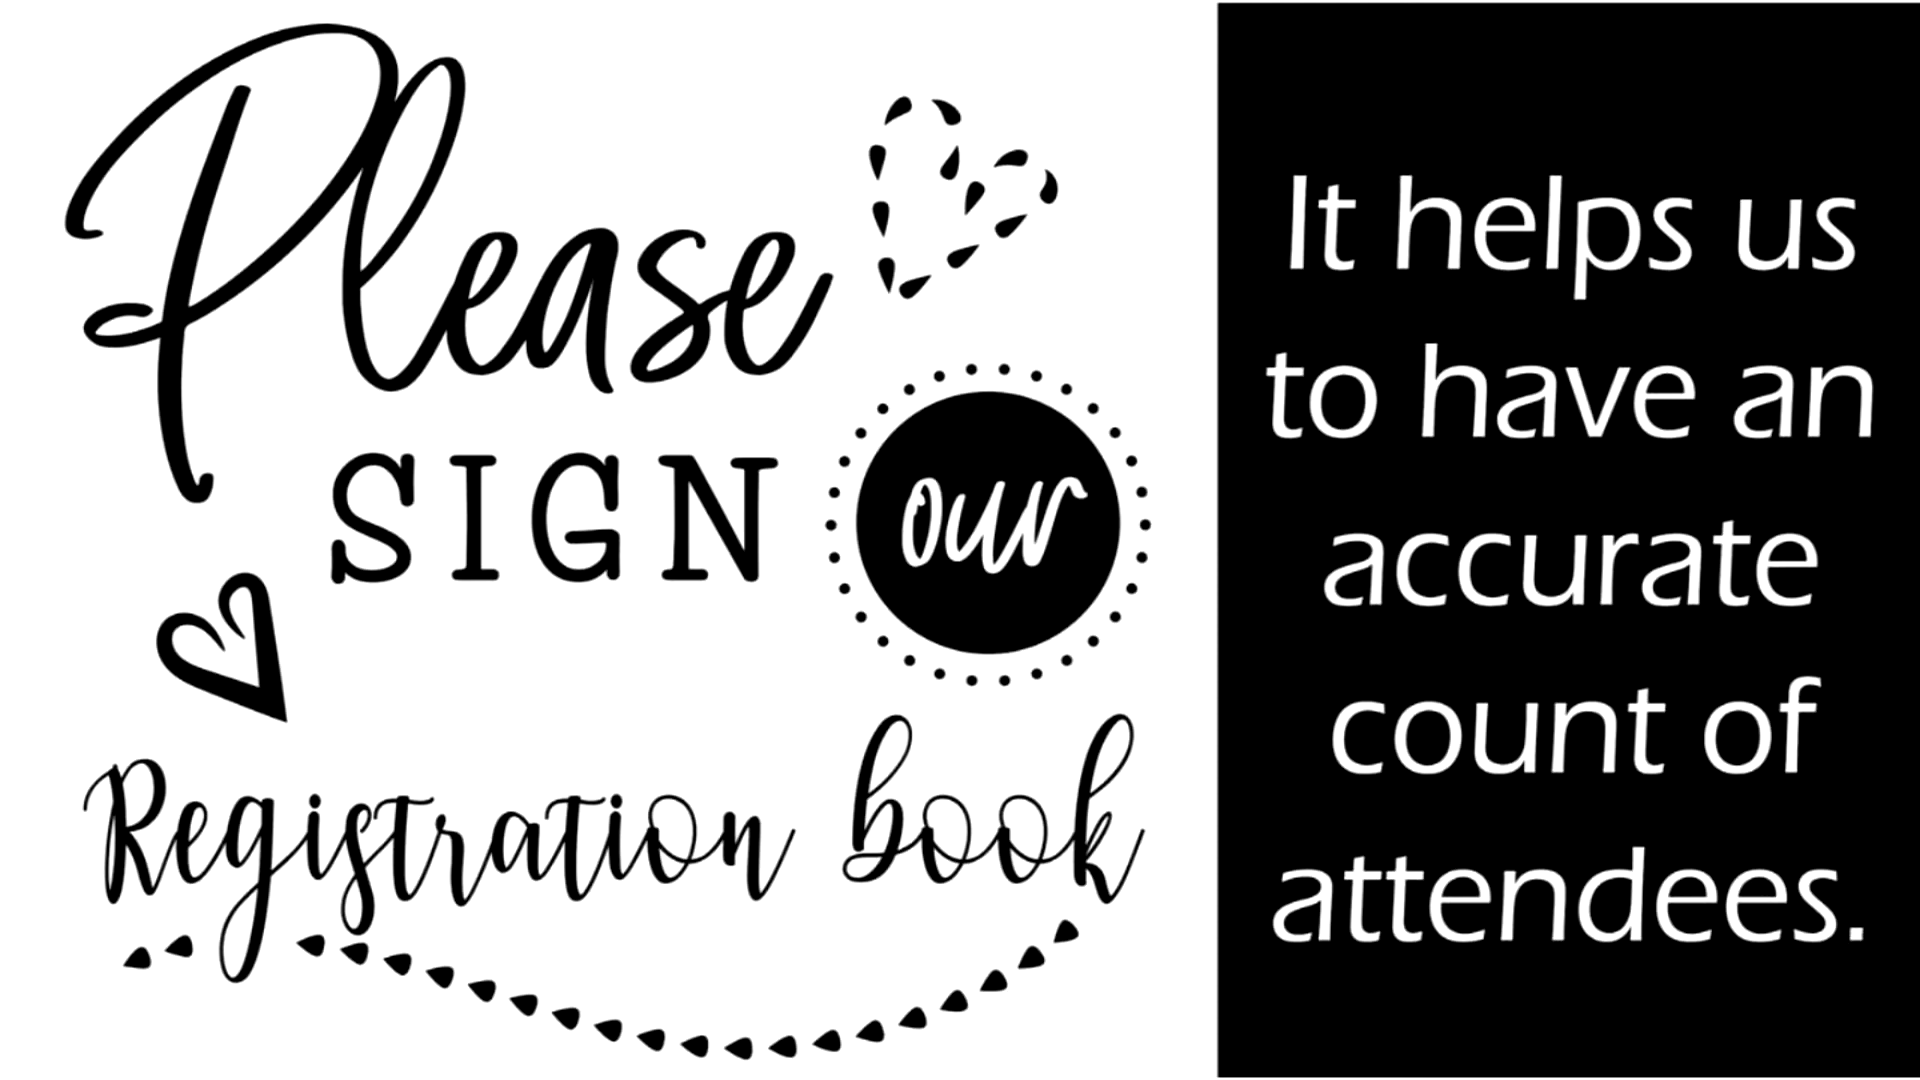 Please
SIGN our
Registration book
It helps us
to have an
accurate
count of
attendees.